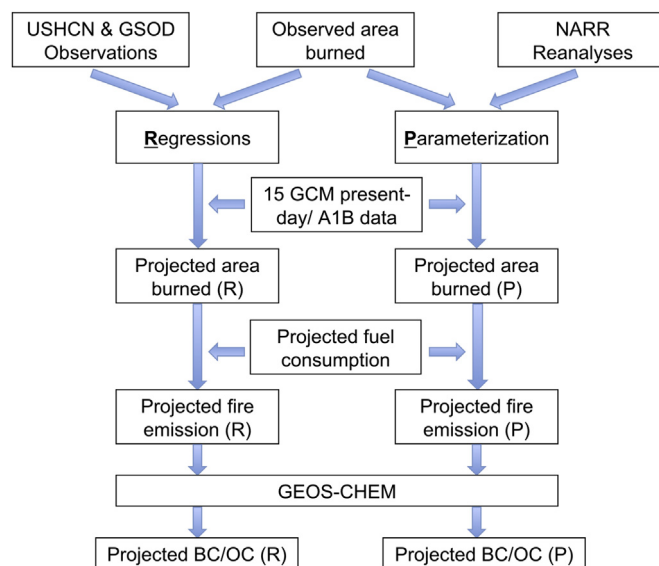 USHCN & GSOD
Observations
Observed area
burned
NARR
Reanalyses
Regressions
Parameterization
15 GCM present-
day/ A1B data
Projected area
burned (R)
Projected area
burned (P)
Projected fuel
consumption
Projected fire
emission (R)
Projected fire
emission (P)
GEOS-CHEM
Projected BC/OC (R)
Projected BC/OC (P)